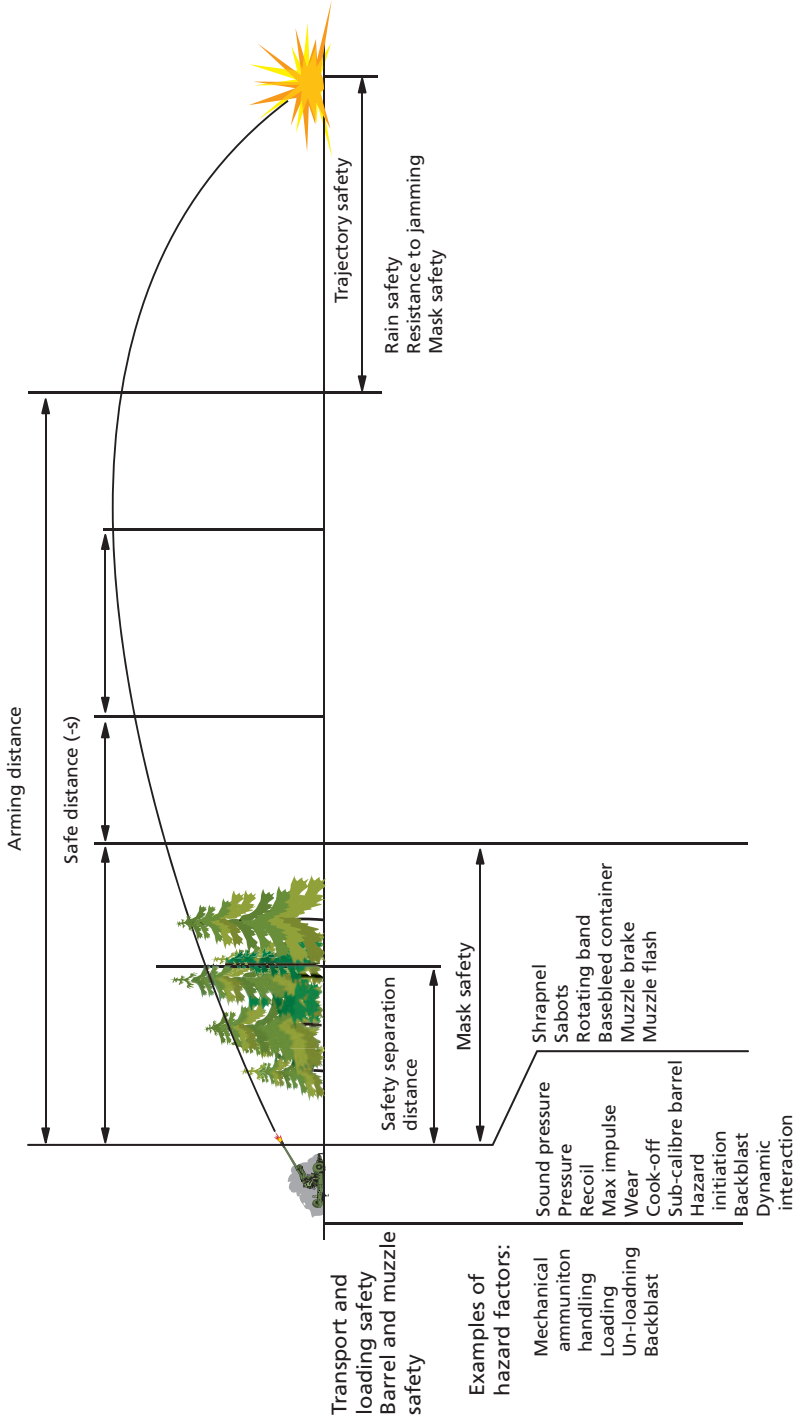 Arming distance
Safe distance (-s)
Trajectory safety
Rain safety
Resistance to jamming
Mask safety
Safety separation
distance
Mask safety
Transport and
loading safety
Barrel and muzzle
safety
Examples of
hazard factors:
Mechanical
ammuniton
handling
Loading
Un-loadning
Backblast
Sound pressure
Pressure
Recoil
Max impulse
Wear
Cook-off
Sub-calibre barrel
Hazard
initiation
Backblast
Dynamic
interaction
Shrapnel
Sabots
Rotating band
Basebleed container
Muzzle brake
Muzzle flash